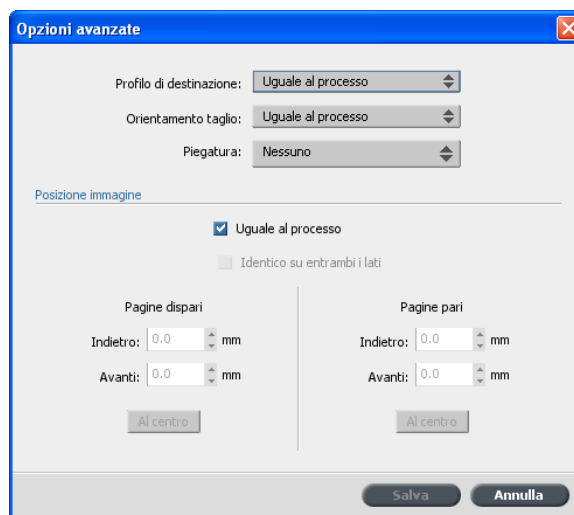 Opzioni avanzate
Profilo di destinazione: Uguale al processo
Orientamento taglio: Uguale al processo
Piegatura: Nessuno
Posizione immagine
Uguale al processo
Identico su entrambi i lati
Pagine dispari
Indietro: 0.0 mm
Avanti: 0.0 mm
Al centro
Pagine pari
Indietro: 0.0 mm
Avanti: 0.0 mm
Al centro
Salva Annulla